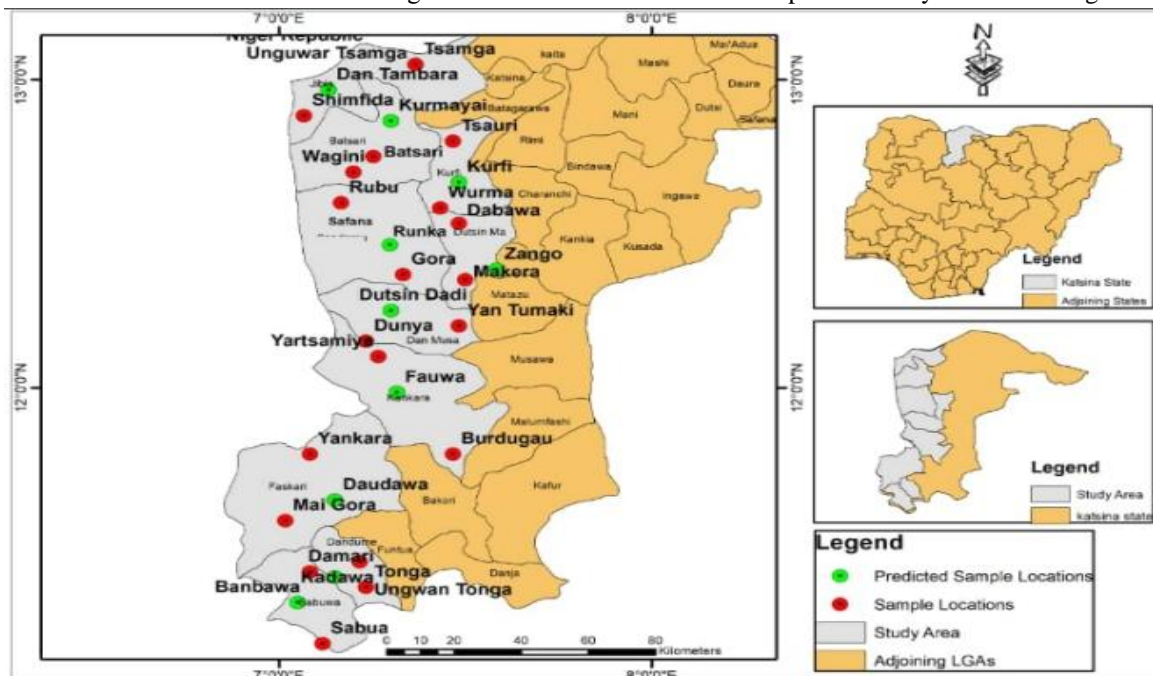 7°0'0"E 8°0'0"E
N
13°0'0"N
13°0'0"N
12°0'0"N
12°0'0"N
Niger Republic
Unguwar Tsamga
Tsamga
Dan Tambara
Jibia
Shimfida
Kurmayai
Batsari
Tsauri
Wagini
Batsari
Kurfi
Kurfi
Rubu
Wurma
Safana
Dabawa
Dutsin Ma
Runka
Zango
Gora
Makera
Dutsin Dadi
Yan Tumaki
Dunya
Dan Musa
Yartsamiya
Fauwa
Kankara
Yankara
Burdugau
Faskari
Daudawa
Mai Gora
Dandume
Damari
Kadawa
Tonga
Banbawa
Ungwan Tonga
Sabuwa
Sabua
kaita
Mashi
Mai'Adua
Katsina
Daura
Batagarawa
Dutsi
Mani
Rimi
Bindawa
Charanchi
Ingawa
Kankia
Kusada
Matazu
Musawa
Malumfashi
Kafur
Bakori
Funtua
Danja
0 10 20 40 60 80
Kilometers
7°0'0"E 8°0'0"E
Legend
Katsina State
Adjoining States
Legend
Study Area
katsina state
Legend
Predicted Sample Locations
Sample Locations
Study Area
Adjoining LGAs